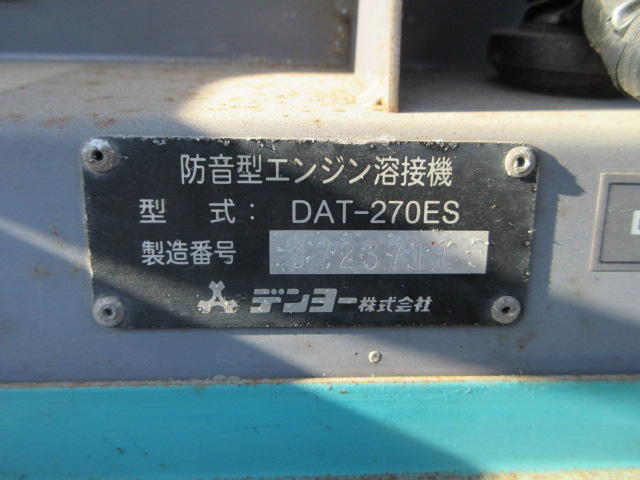 防音型エンジン溶接機
型 式: DAT-270ES
製造番号 3723711
デンヨー株式会社